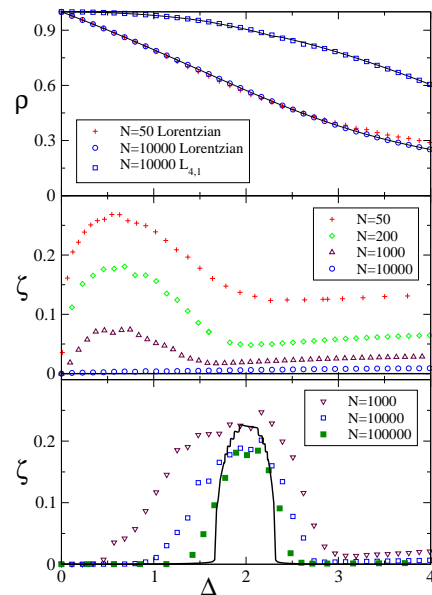 0.9
0.6
ρ
0.3
N=50 Lorentzian
N=10000 Lorentzian
N=10000 L4,1
0
N=50
N=200
N=1000
N=10000
0.2
ζ
0.1
0
N=1000
N=10000
N=100000
0.2
ζ
0.1
0
0 1 2 3 4
Δ